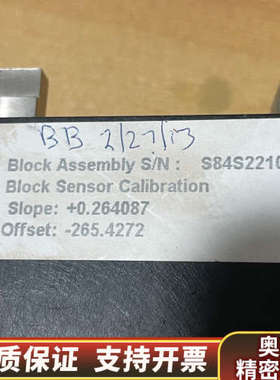 BB 2/27/13
Block Assembly S/N : S84S2210
Block Sensor Calibration
Slope: +0.264087
Offset: -265.4272
质保证 支持开票
奥
精密